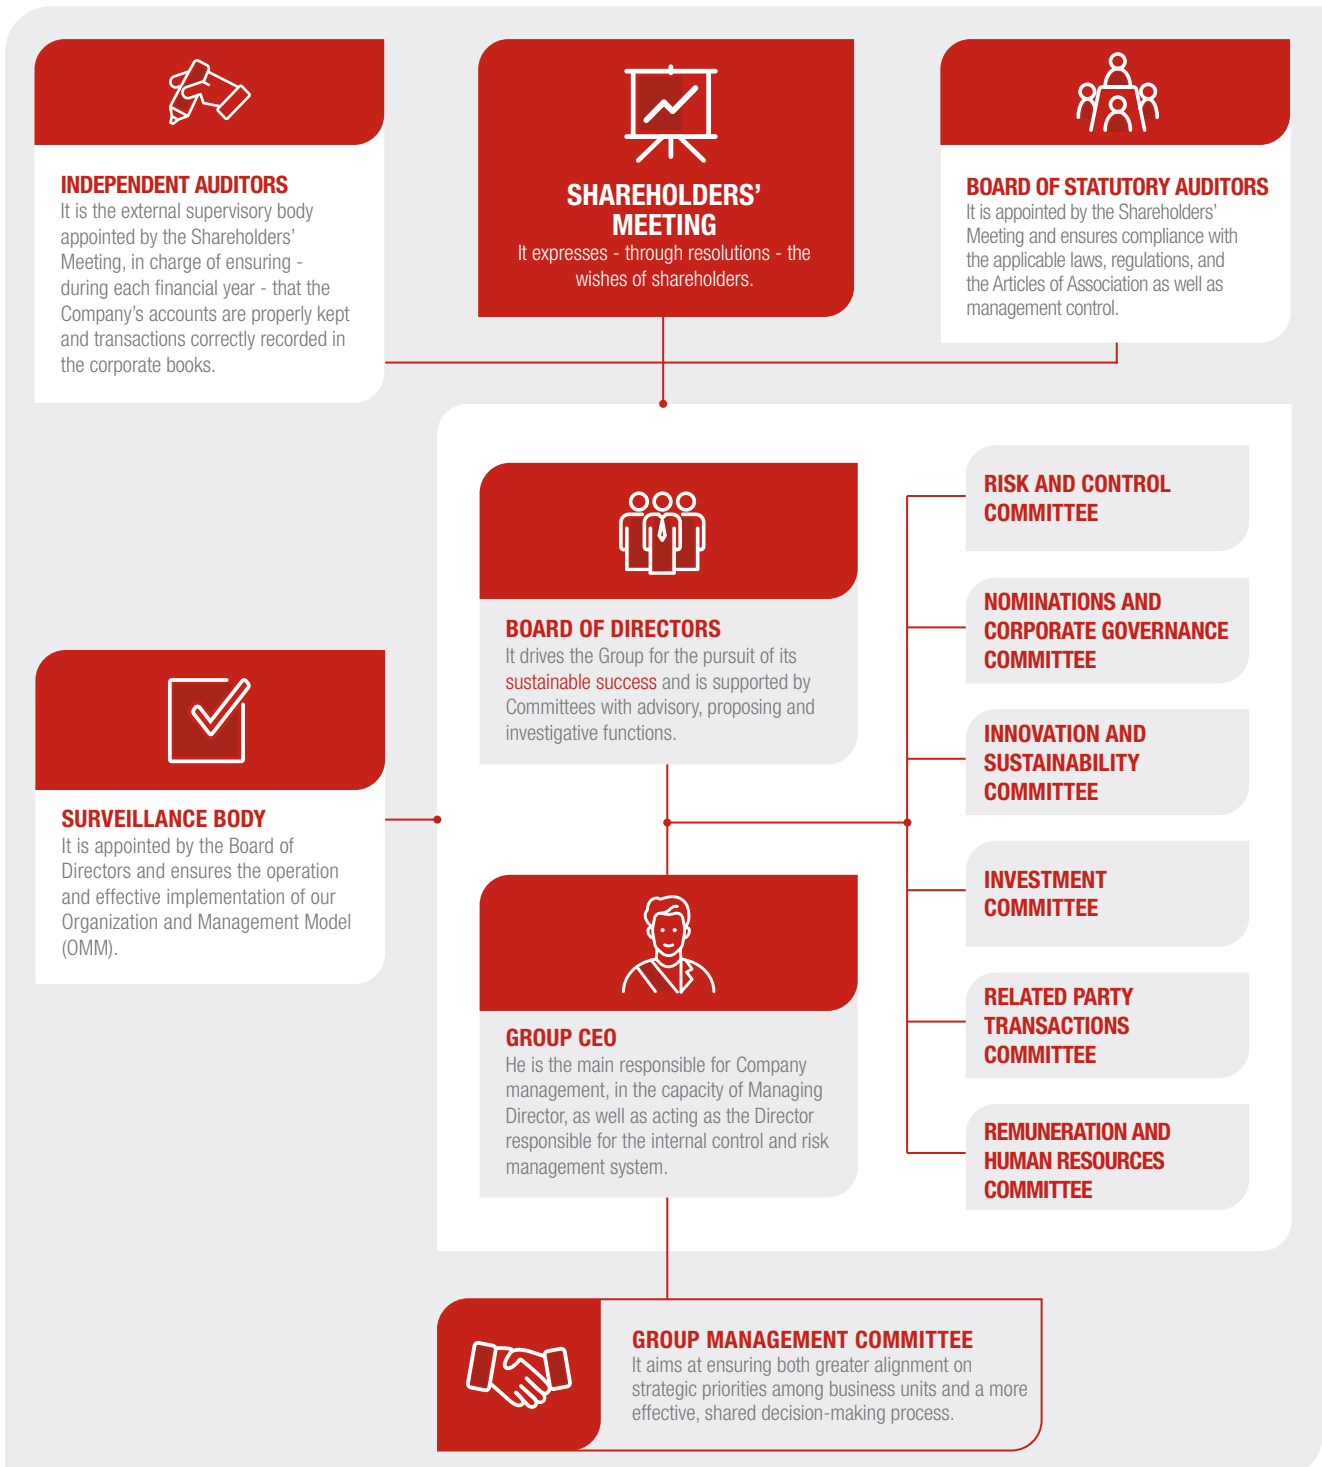 INDEPENDENT AUDITORS
It is the external supervisory body
appointed by the Shareholders'
Meeting, in charge of ensuring -
during each financial year - that the
Company's accounts are properly kept
and transactions correctly recorded in
the corporate books.
SHAREHOLDERS'
MEETING
It expresses - through resolutions - the
wishes of shareholders.
BOARD OF STATUTORY AUDITORS
It is appointed by the Shareholders'
Meeting and ensures compliance with
the applicable laws, regulations, and
the Articles of Association as well as
management control.
BOARD OF DIRECTORS
It drives the Group for the pursuit of its
sustainable success and is supported by
Committees with advisory, proposing and
investigative functions.
RISK AND CONTROL
COMMITTEE
NOMINATIONS AND
CORPORATE GOVERNANCE
COMMITTEE
INNOVATION AND
SUSTAINABILITY
COMMITTEE
INVESTMENT
COMMITTEE
RELATED PARTY
TRANSACTIONS
COMMITTEE
REMUNERATION AND
HUMAN RESOURCES
COMMITTEE
SURVEILLANCE BODY
It is appointed by the Board of
Directors and ensures the operation
and effective implementation of our
Organization and Management Model
(OMM).
GROUP CEO
He is the main responsible for Company
management, in the capacity of Managing
Director, as well as acting as the Director
responsible for the internal control and risk
management system.
GROUP MANAGEMENT COMMITTEE
It aims at ensuring both greater alignment on
strategic priorities among business units and a more
effective, shared decision-making process.